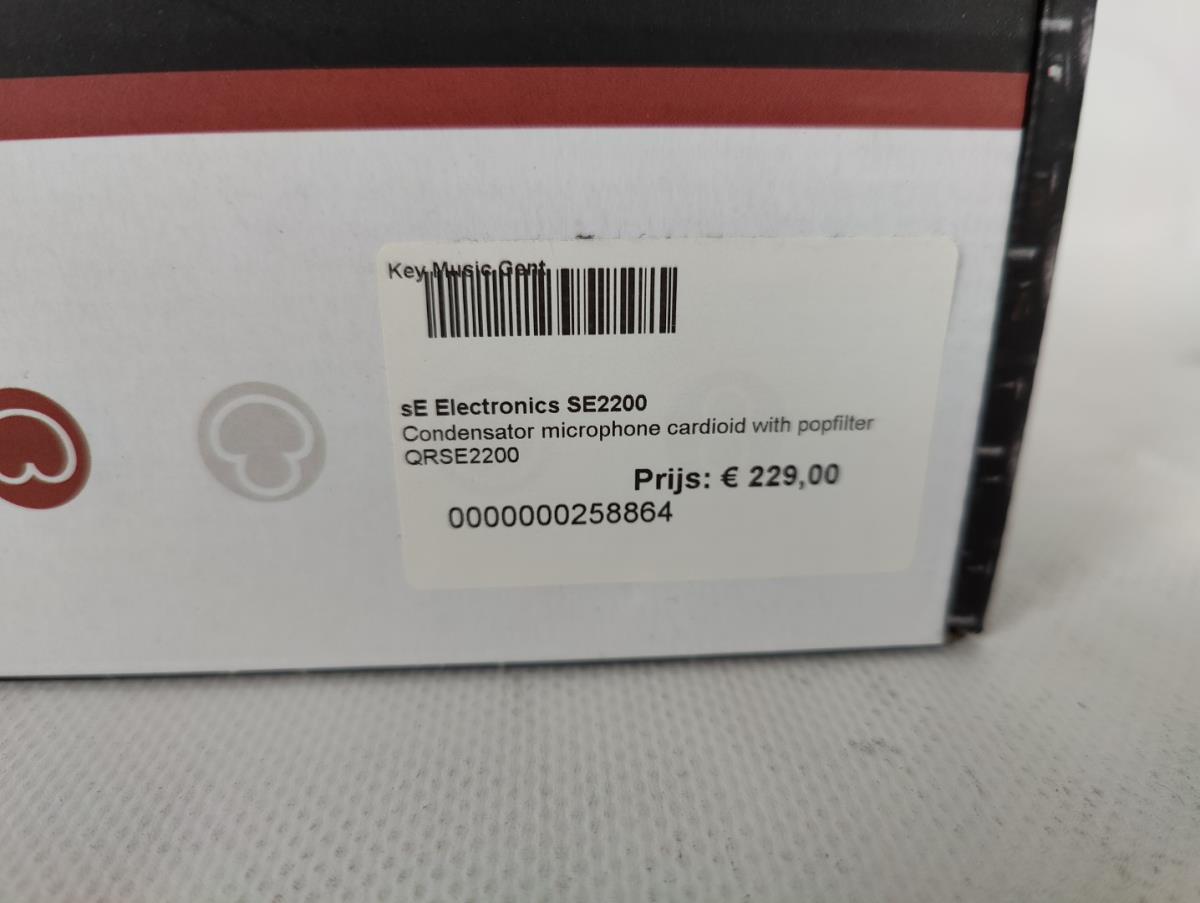 Key Music Gent
sE Electronics SE2200
Condensator microphone cardioid with popfilter
QRSE2200
Prijs: € 229,00
0000000258864